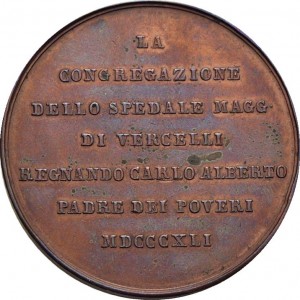 LA
CONGREGAZIONE
DELLO SPEDALE MAGG.
DI VERCELLI
REGNANDO CARLO ALBERTO
PADRE DEI POVERI
MDCCCXLI